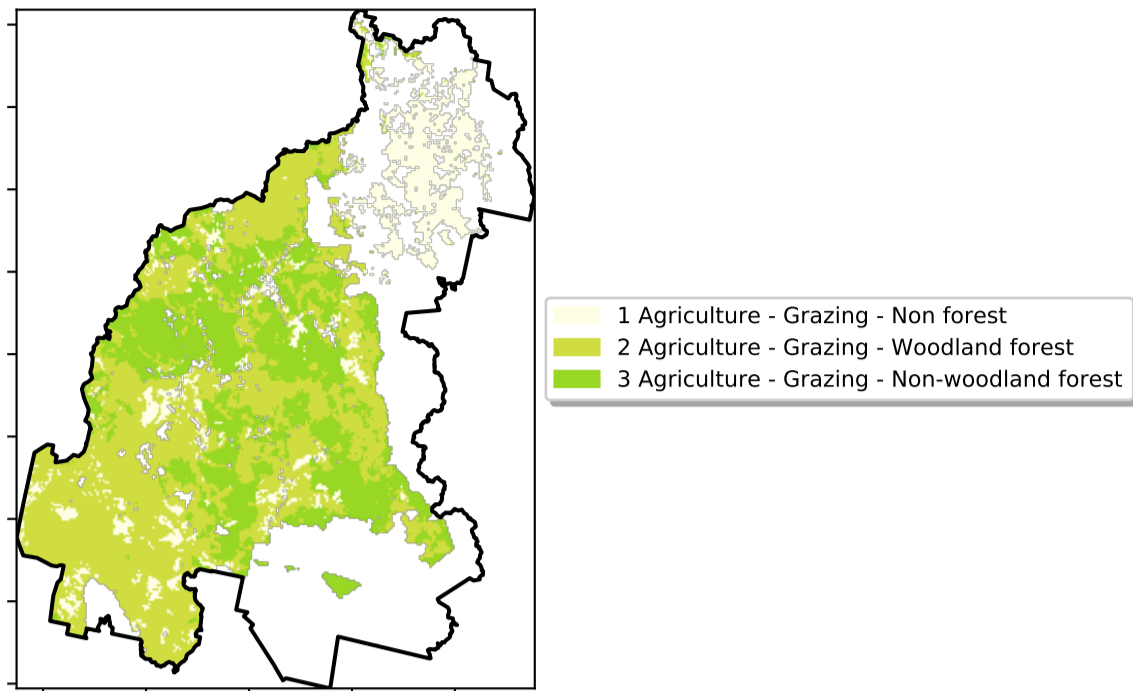 1 Agriculture - Grazing - Non forest
2 Agriculture - Grazing - Woodland forest
3 Agriculture - Grazing - Non-woodland forest